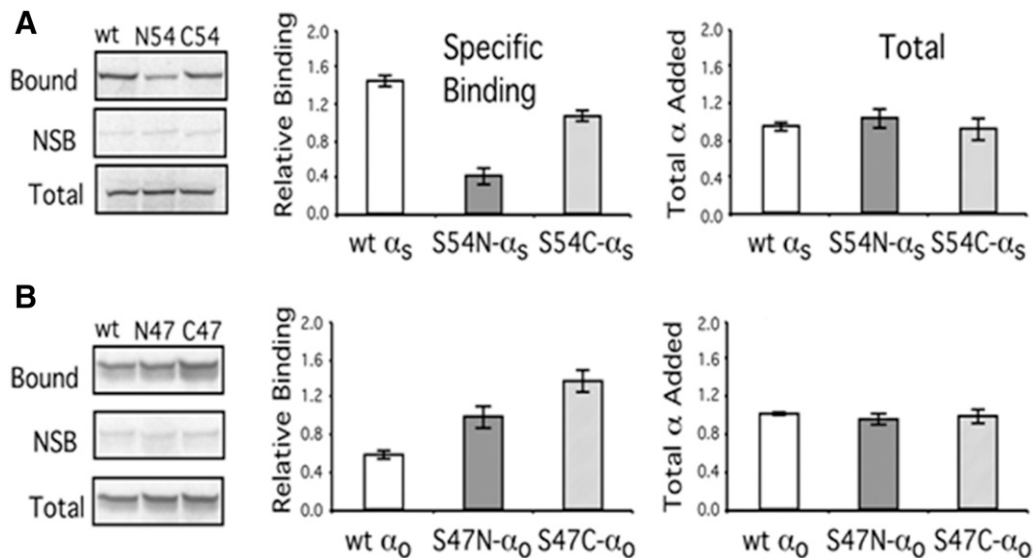 A
wt N54 C54
Bound
NSB
Total
Relative Binding
2.0
1.6
1.2
0.8
0.4
0.0
Specific
Binding
wt αS S54N-αS S54C-αS
Total α Added
2.0
1.6
1.2
0.8
0.4
0.0
Total
wt αS S54N-αS S54C-αS
B
wt N47 C47
Bound
NSB
Total
Relative Binding
2.0
1.6
1.2
0.8
0.4
0.0
wt αo S47N-αo S47C-αo
Total α Added
2.0
1.6
1.2
0.8
0.4
0.0
wt αo S47N-αo S47C-αo